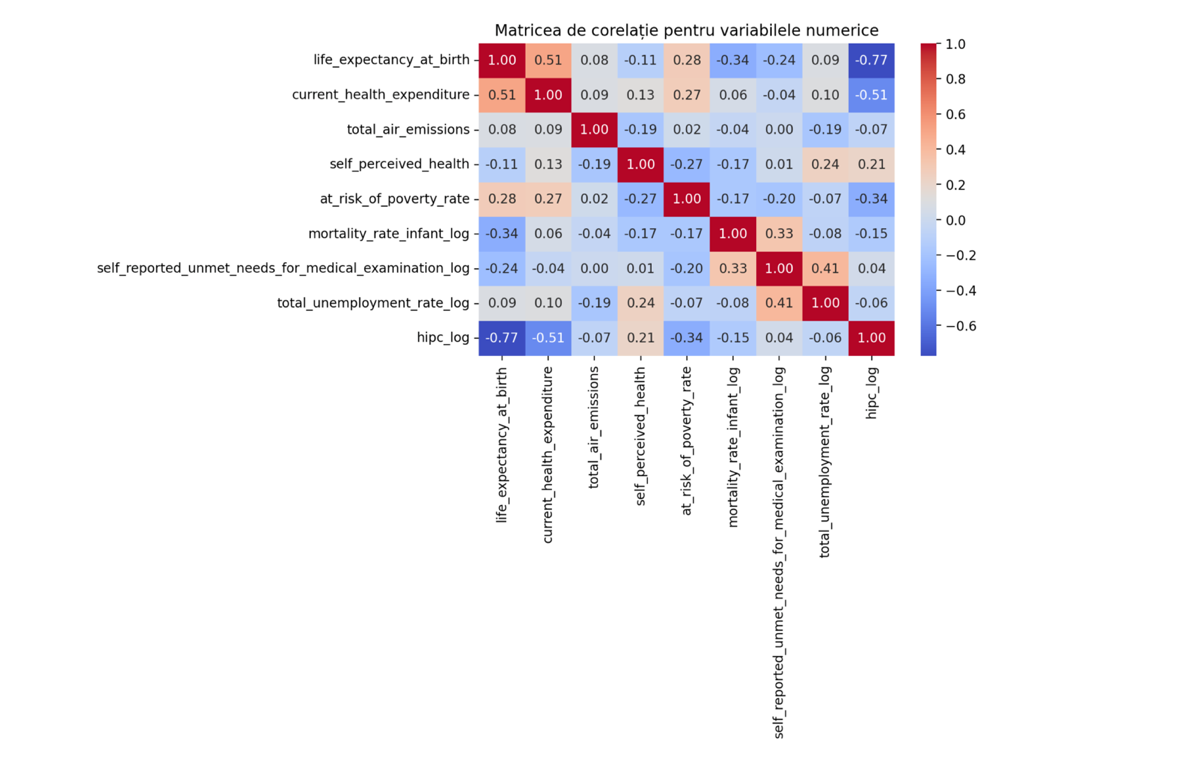 Matricea de corelație pentru variabilele numerice
life_expectancy_at_birth 1.00 0.51 0.08 -0.11 0.28 -0.34 -0.24 0.09 -0.77
current_health_expenditure 0.51 1.00 0.09 0.13 0.27 0.06 -0.04 0.10 -0.51
total_air_emissions 0.08 0.09 1.00 -0.19 0.02 -0.04 0.00 -0.19 -0.07
self_perceived_health -0.11 0.13 -0.19 1.00 -0.27 -0.17 0.01 0.24 0.21
at_risk_of_poverty_rate 0.28 0.27 0.02 -0.27 1.00 -0.17 -0.20 -0.07 -0.34
mortality_rate_infant_log -0.34 0.06 -0.04 -0.17 -0.17 1.00 0.33 -0.08 -0.15
self_reported_unmet_needs_for_medical_examination_log -0.24 -0.04 0.00 0.01 -0.20 0.33 1.00 0.41 0.04
total_unemployment_rate_log 0.09 0.10 -0.19 0.24 -0.07 -0.08 0.41 1.00 -0.06
hipc_log -0.77 -0.51 -0.07 0.21 -0.34 -0.15 0.04 -0.06 1.00
life_expectancy_at_birth
current_health_expenditure
total_air_emissions
self_perceived_health
at_risk_of_poverty_rate
mortality_rate_infant_log
self_reported_unmet_needs_for_medical_examination_log
total_unemployment_rate_log
hipc_log
1.0
0.8
0.6
0.4
0.2
0.0
−0.2
−0.4
−0.6